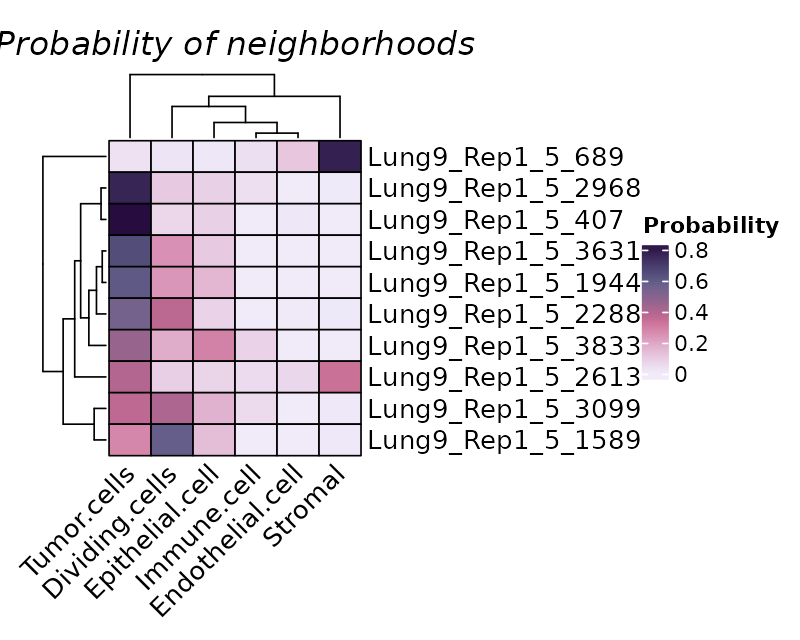 Probability of neighborhoods
Lung9_Rep1_5_689
Lung9_Rep1_5_2968
Lung9_Rep1_5_407
Lung9_Rep1_5_3631
Lung9_Rep1_5_1944
Lung9_Rep1_5_2288
Lung9_Rep1_5_3833
Lung9_Rep1_5_2613
Lung9_Rep1_5_3099
Lung9_Rep1_5_1589
Probability
0.8
0.6
0.4
0.2
0
Tumor.cells
Dividing.cells
Epithelial.cell
Immune.cell
Endothelial.cell
Stromal